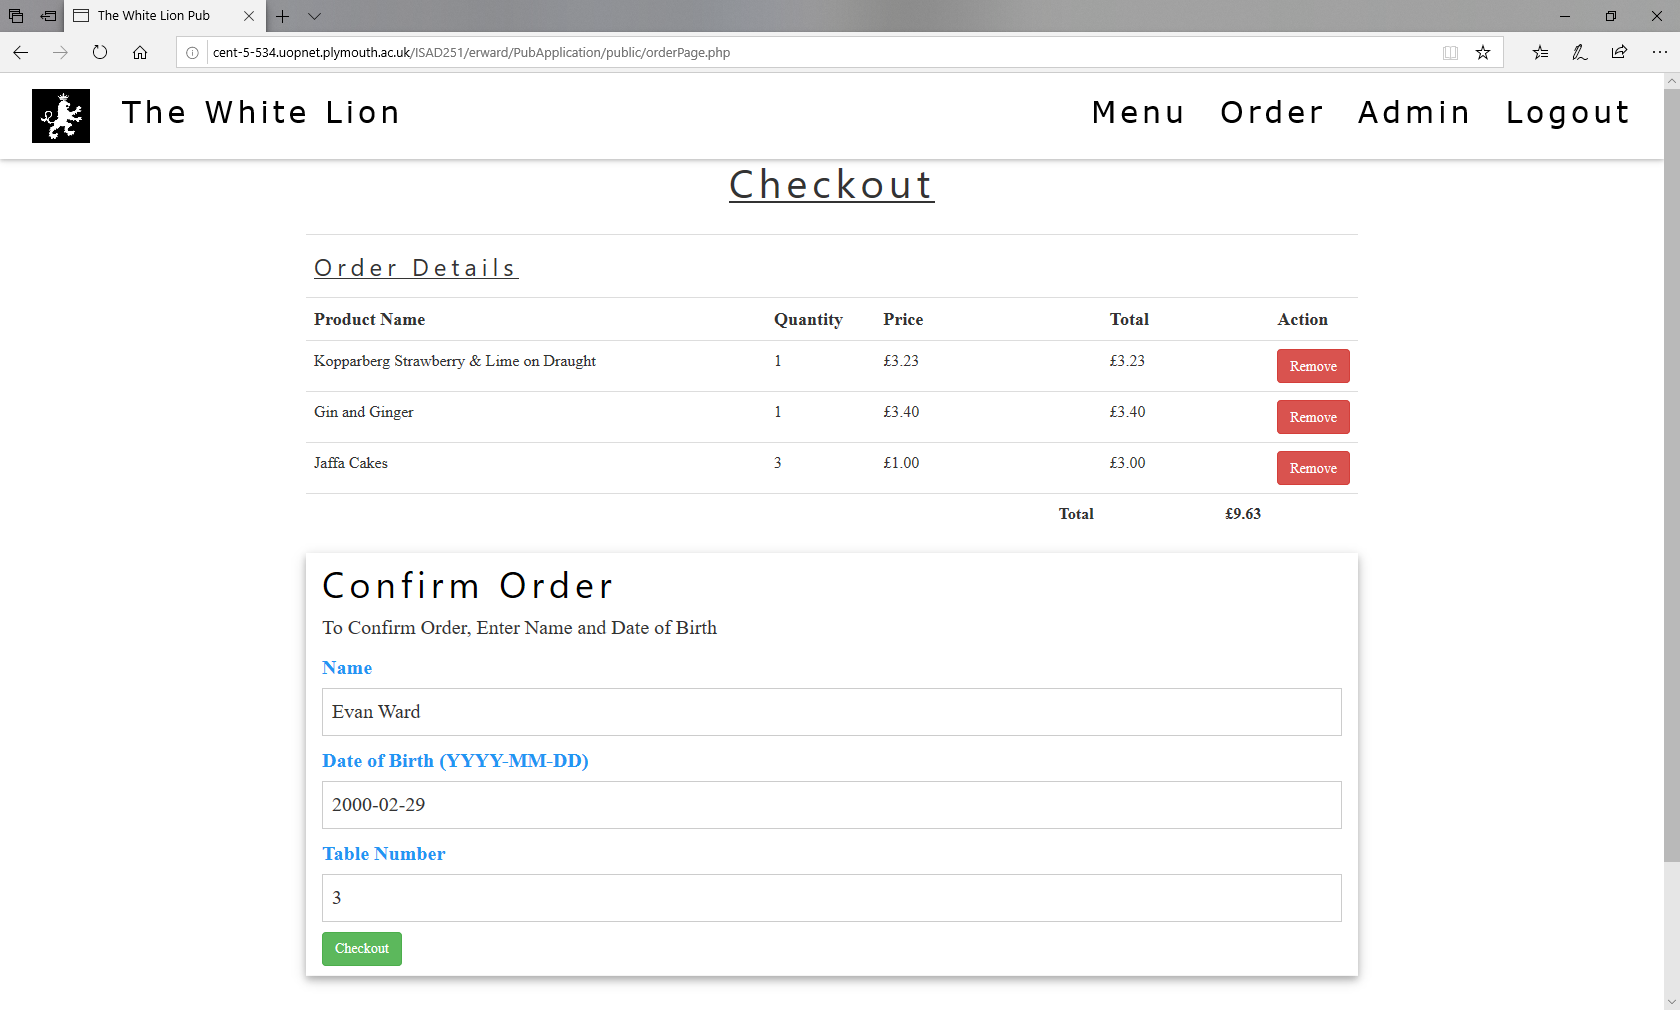 The White Lion Pub
cent-5-534.uopnet.plymouth.ac.uk/ISAD251/erward/PubApplication/public/orderPage.php
The White Lion Menu Order Admin Logout
Checkout
Order Details
Product Name Quantity Price Total Action
Kopparberg Strawberry & Lime on Draught 1 £3.23 £3.23 Remove
Gin and Ginger 1 £3.40 £3.40 Remove
Jaffa Cakes 3 £1.00 £3.00 Remove
Total £9.63
Confirm Order
To Confirm Order, Enter Name and Date of Birth
Name
Evan Ward
Date of Birth (YYYY-MM-DD)
2000-02-29
Table Number
3
Checkout